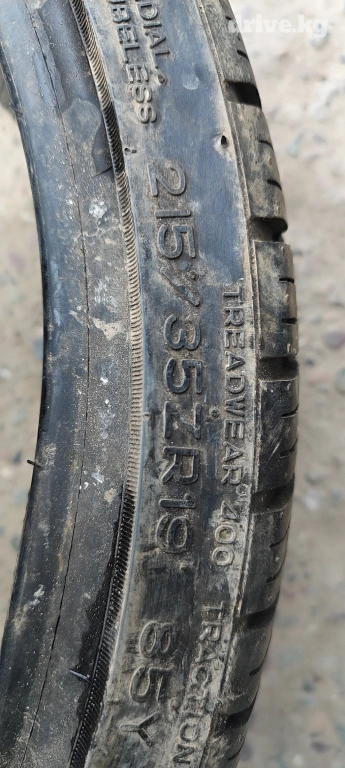 drive.kg
RADIAL
TUBELESS
215/35ZR19 85Y
TREADWEAR 400 TRACTION